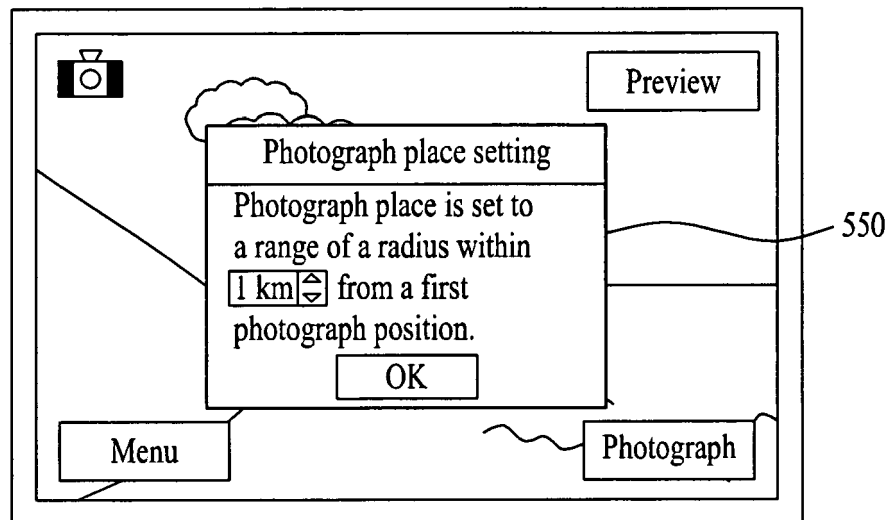 Preview
Photograph place setting
Photograph place is set to
a range of a radius within
1 km from a first
photograph position.
OK
550
Menu
Photograph